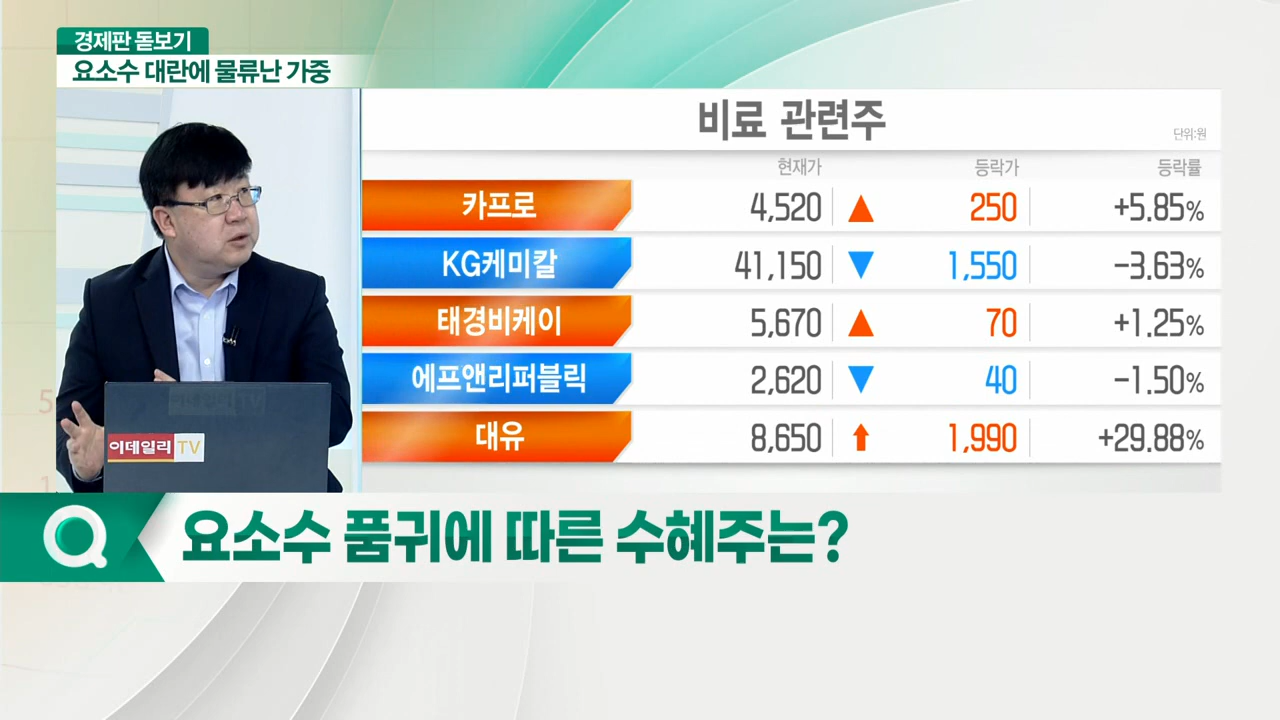 경제판 돋보기
요소수 대란에 물류난 가중
비료 관련주
단위:원
현재가 등락가 등락률
카프로 4,520 ▲ 250 +5.85%
KG케미칼 41,150 ▼ 1,550 -3.63%
태경비케이 5,670 ▲ 70 +1.25%
에프앤리퍼블릭 2,620 ▼ 40 -1.50%
대유 8,650 ⬆ 1,990 +29.88%
이데일리 TV
Q 요소수 품귀에 따른 수혜주는?